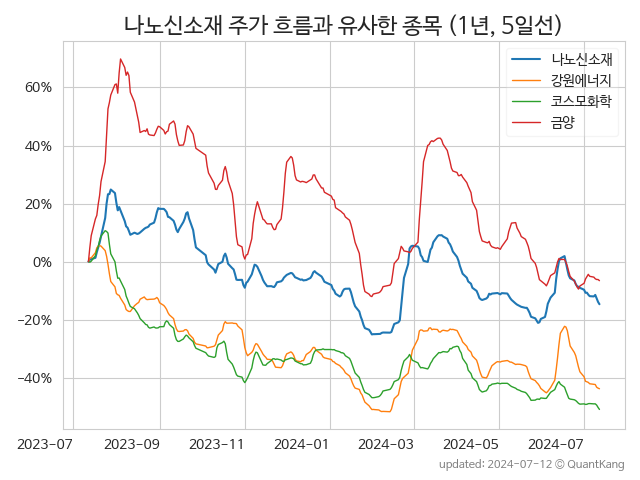 나노신소재 주가 흐름과 유사한 종목 (1년, 5일선)
나노신소재
강원에너지
코스모화학
금양
60%
40%
20%
0%
−20%
−40%
2023-07 2023-09 2023-11 2024-01 2024-03 2024-05 2024-07
updated: 2024-07-12 © QuantKang